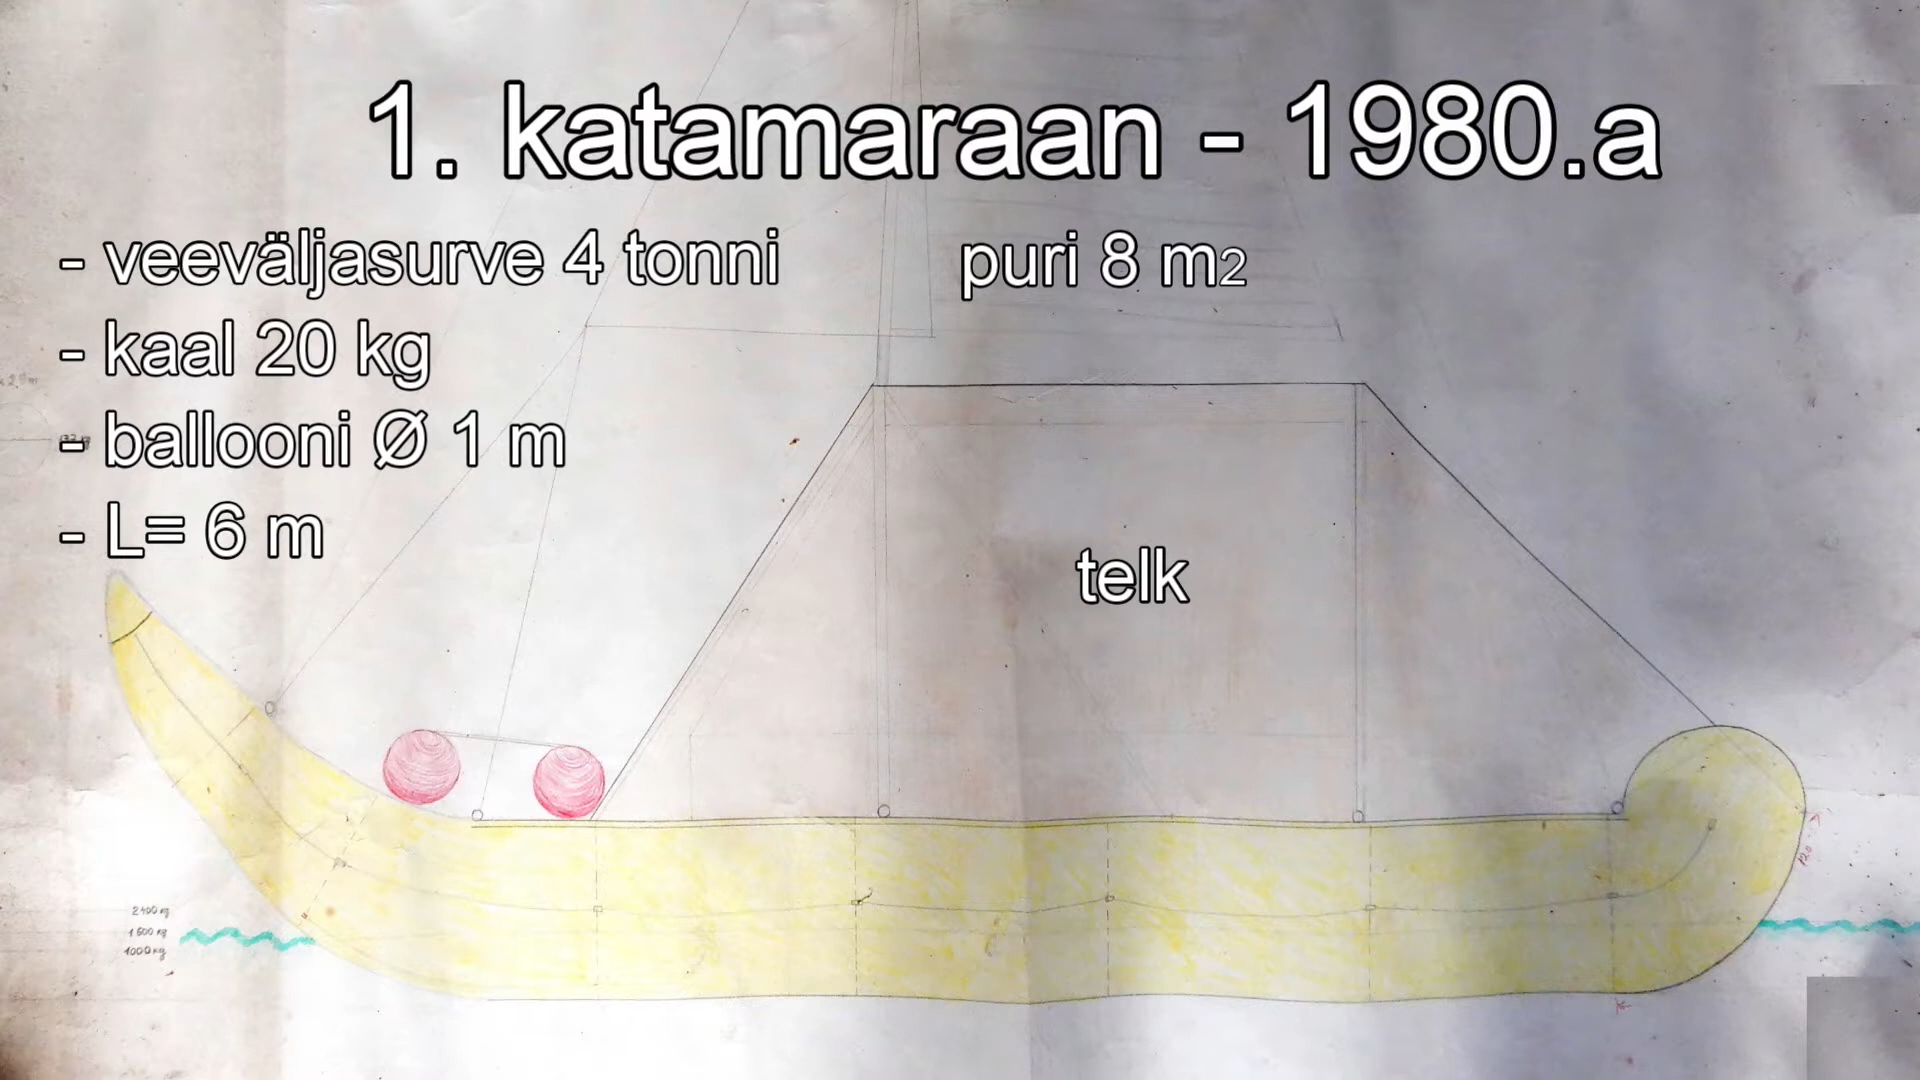 1. katamaraan - 1980.a
- veeväljasurve 4 tonni
puri 8 m2
- kaal 20 kg
- ballooni Ø 1 m
- L= 6 m
telk
2400 kg
1600 kg
1000 kg